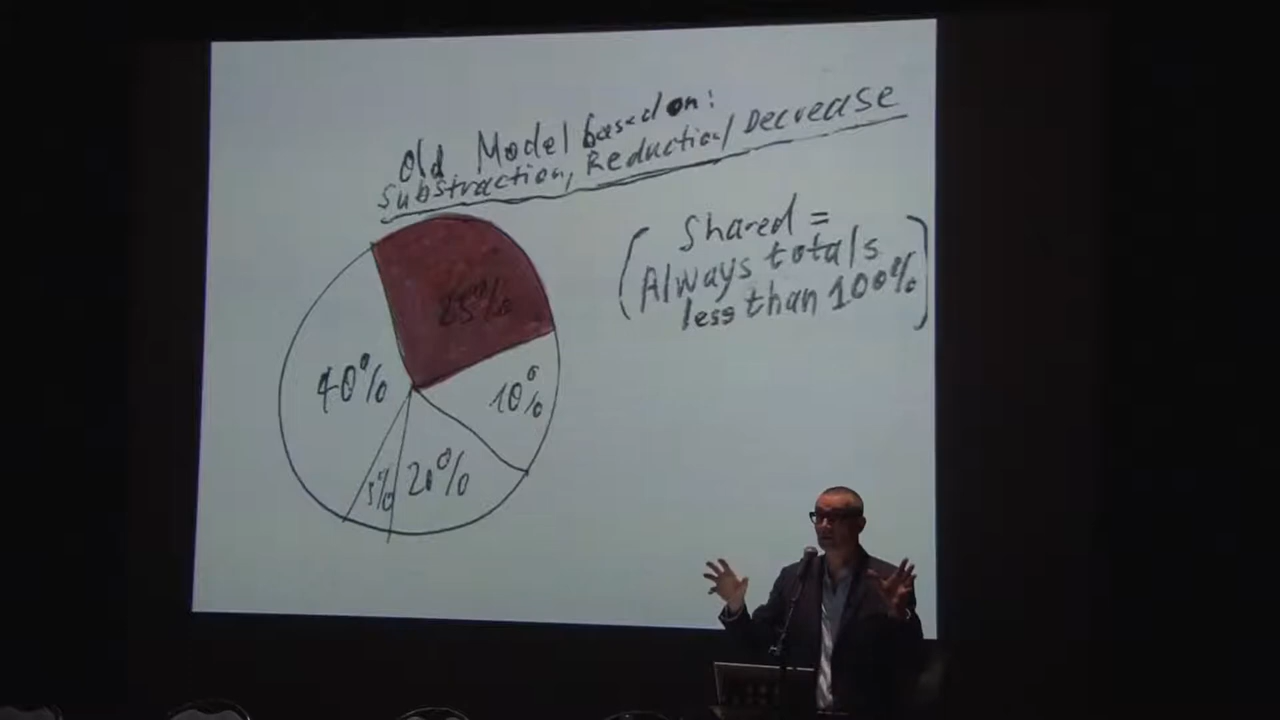 Old Model based on:
Substraction, Reduction/Decrease
(Shared =
Always totals
less than 100%)
25%
40%
10%
5%
20%